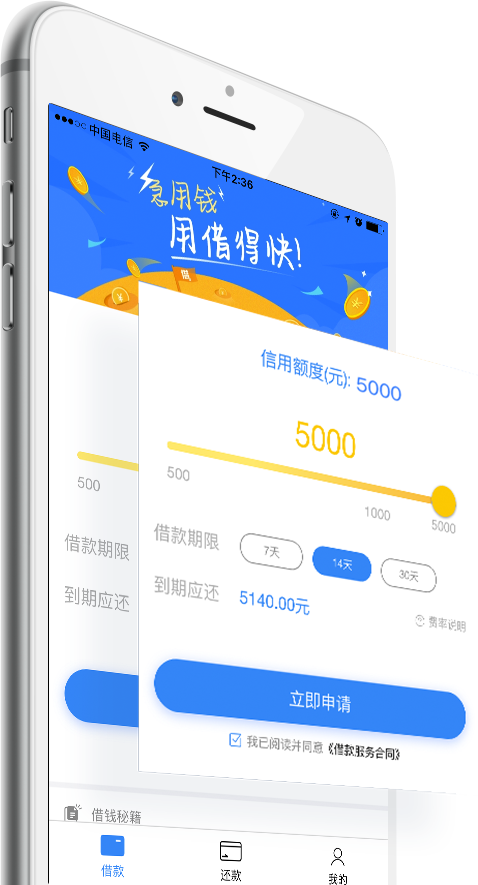 中国电信
下午2:36
急用钱
用借得快!
借
信用额度(元): 5000
5000
500
500
1000
5000
借款期限
借款期限
7天
14天
30天
到期应还
到期应还
5140.00元
费率说明
立即申请
我已阅读并同意《借款服务合同》
借钱秘籍
借款
还款
我的